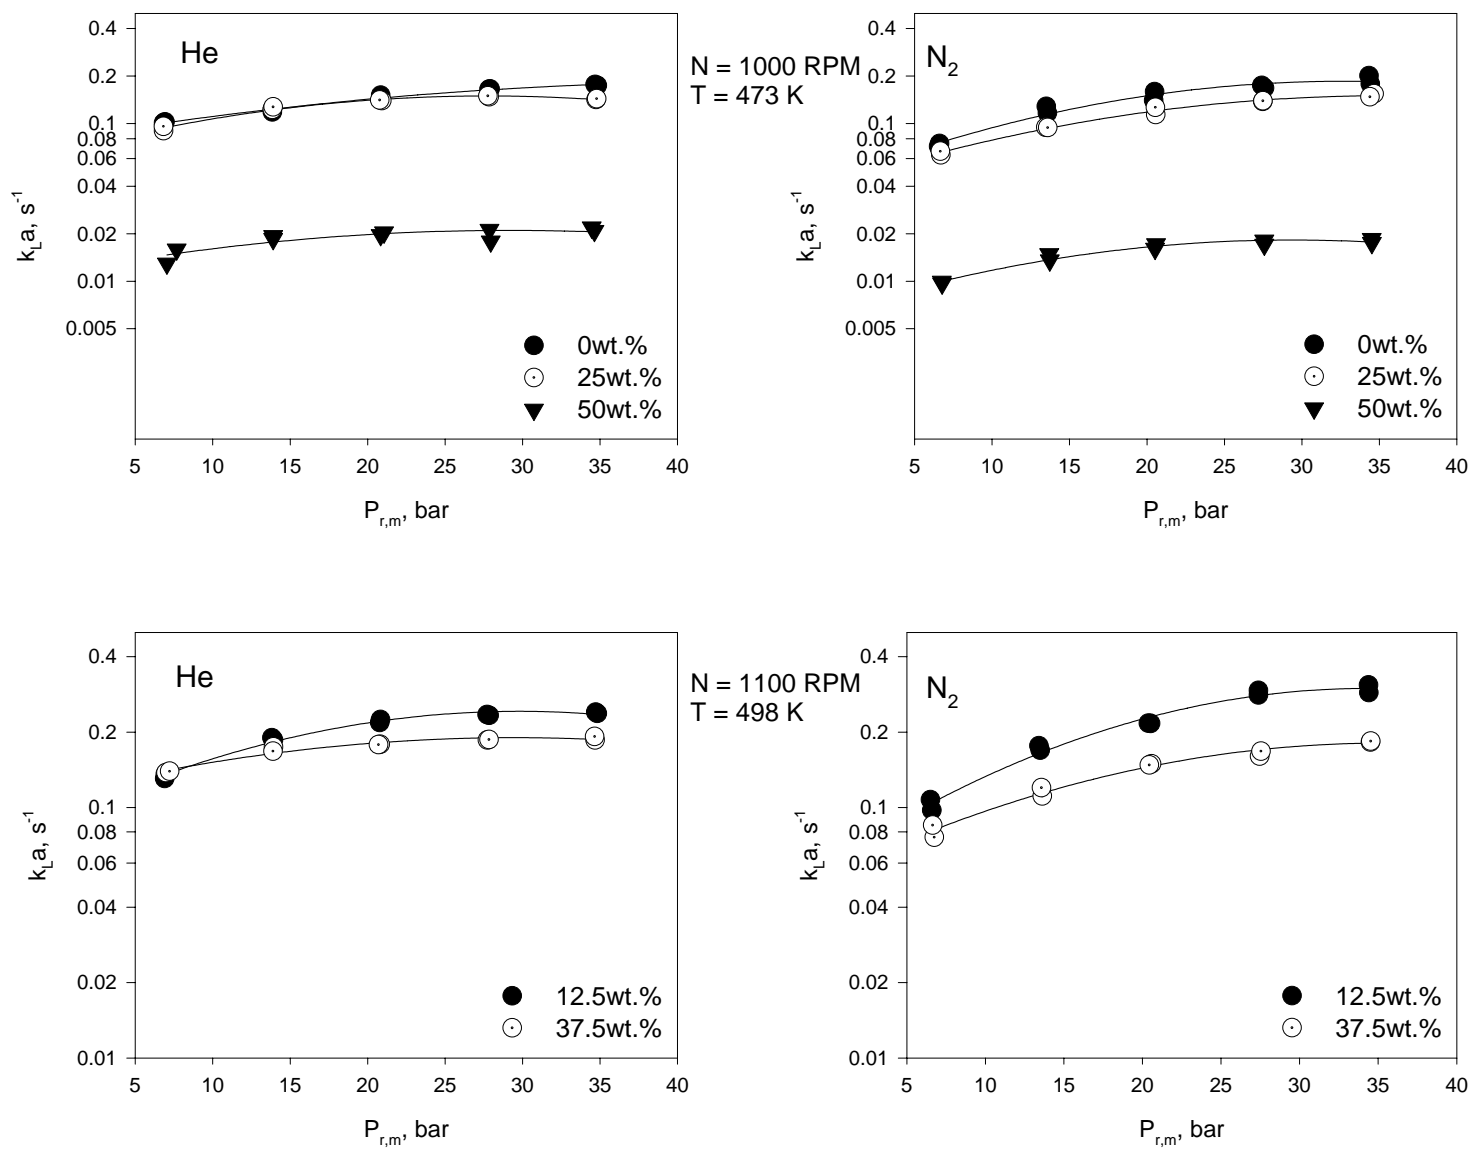 He
N = 1000 RPM
T = 473 K
N2
0.4
0.2
0.1
0.08
0.06
0.04
0.02
0.01
0.005
kLa, s-1
0wt.%
25wt.%
50wt.%
5 10 15 20 25 30 35 40
Pr,m, bar
0.4
0.2
0.1
0.08
0.06
0.04
0.02
0.01
0.005
kLa, s-1
0wt.%
25wt.%
50wt.%
5 10 15 20 25 30 35 40
Pr,m, bar
He
N = 1100 RPM
T = 498 K
N2
0.4
0.2
0.1
0.08
0.06
0.04
0.02
0.01
kLa, s-1
12.5wt.%
37.5wt.%
5 10 15 20 25 30 35 40
Pr,m, bar
0.4
0.2
0.1
0.08
0.06
0.04
0.02
0.01
kLa, s-1
12.5wt.%
37.5wt.%
5 10 15 20 25 30 35 40
Pr,m, bar